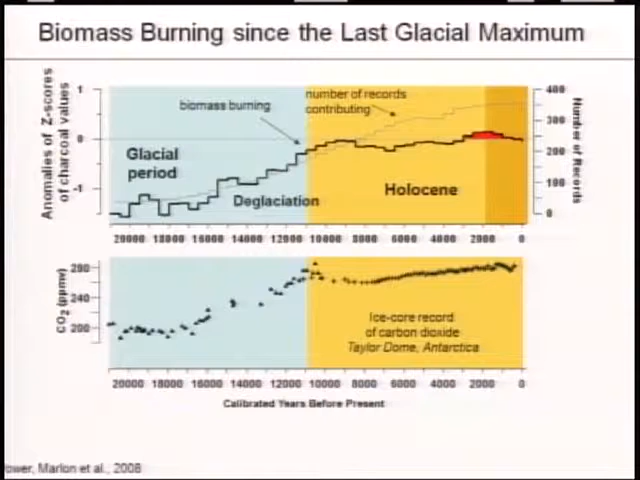 Biomass Burning since the Last Glacial Maximum
Anomalies of Z-scores
of charcoal values
1
0
-1
biomass burning
number of records
contributing
Glacial
period
Deglaciation
Holocene
400
300
200
100
0
Number of Records
20000 18000 16000 14000 12000 10000 8000 6000 4000 2000 0
CO2 (ppmv)
280
240
200
Ice-core record
of carbon dioxide
Taylor Dome, Antarctica
20000 18000 16000 14000 12000 10000 8000 6000 4000 2000 0
Calibrated Years Before Present
ower, Marlon et al., 2008